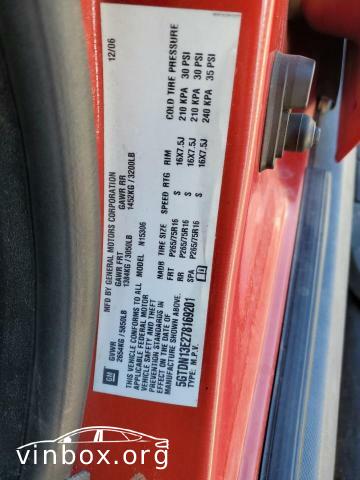 GM
MFD BY GENERAL MOTORS CORPORATION
12/06
GVWR GAWR FRT GAWR RR
2654KG / 5850LB 1384KG / 3050LB 1452KG / 3200LB
THIS VEHICLE CONFORMS TO ALL
APPLICABLE FEDERAL MOTOR
VEHICLE SAFETY AND THEFT
PREVENTION STANDARDS IN
EFFECT ON THE DATE OF
MANUFACTURE SHOWN ABOVE.
5GTDN13E278169201
TYPE: M.P.V.
MODEL N15306
NADB TIRE SIZE SPEED RTG RIM COLD TIRE PRESSURE
FRT P265/75R16 S 16X7.5J 210 KPA 30 PSI
RR P265/75R16 S 16X7.5J 210 KPA 30 PSI
SPA P265/75R16 S 16X7.5J 240 KPA 35 PSI
vinbox.org